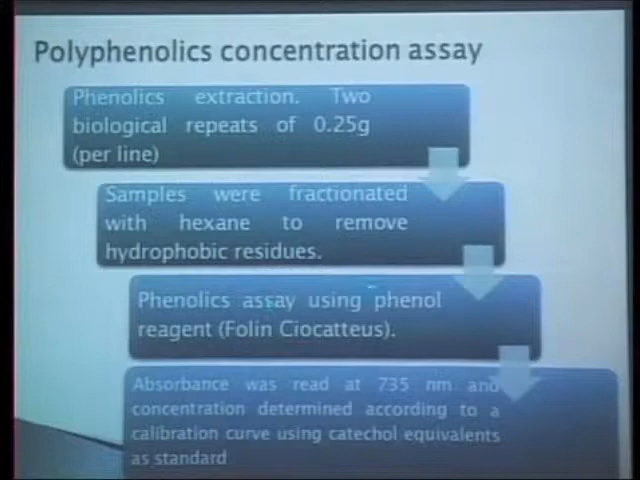 Polyphenolics concentration assay
Phenolics extraction. Two
biological repeats of 0.25g
(per line)
Samples were fractionated
with hexane to remove
hydrophobic residues.
Phenolics assay using phenol
reagent (Folin Ciocatteus).
Absorbance was read at 735 nm and
concentration determined according to a
calibration curve using catechol equivalents
as standard